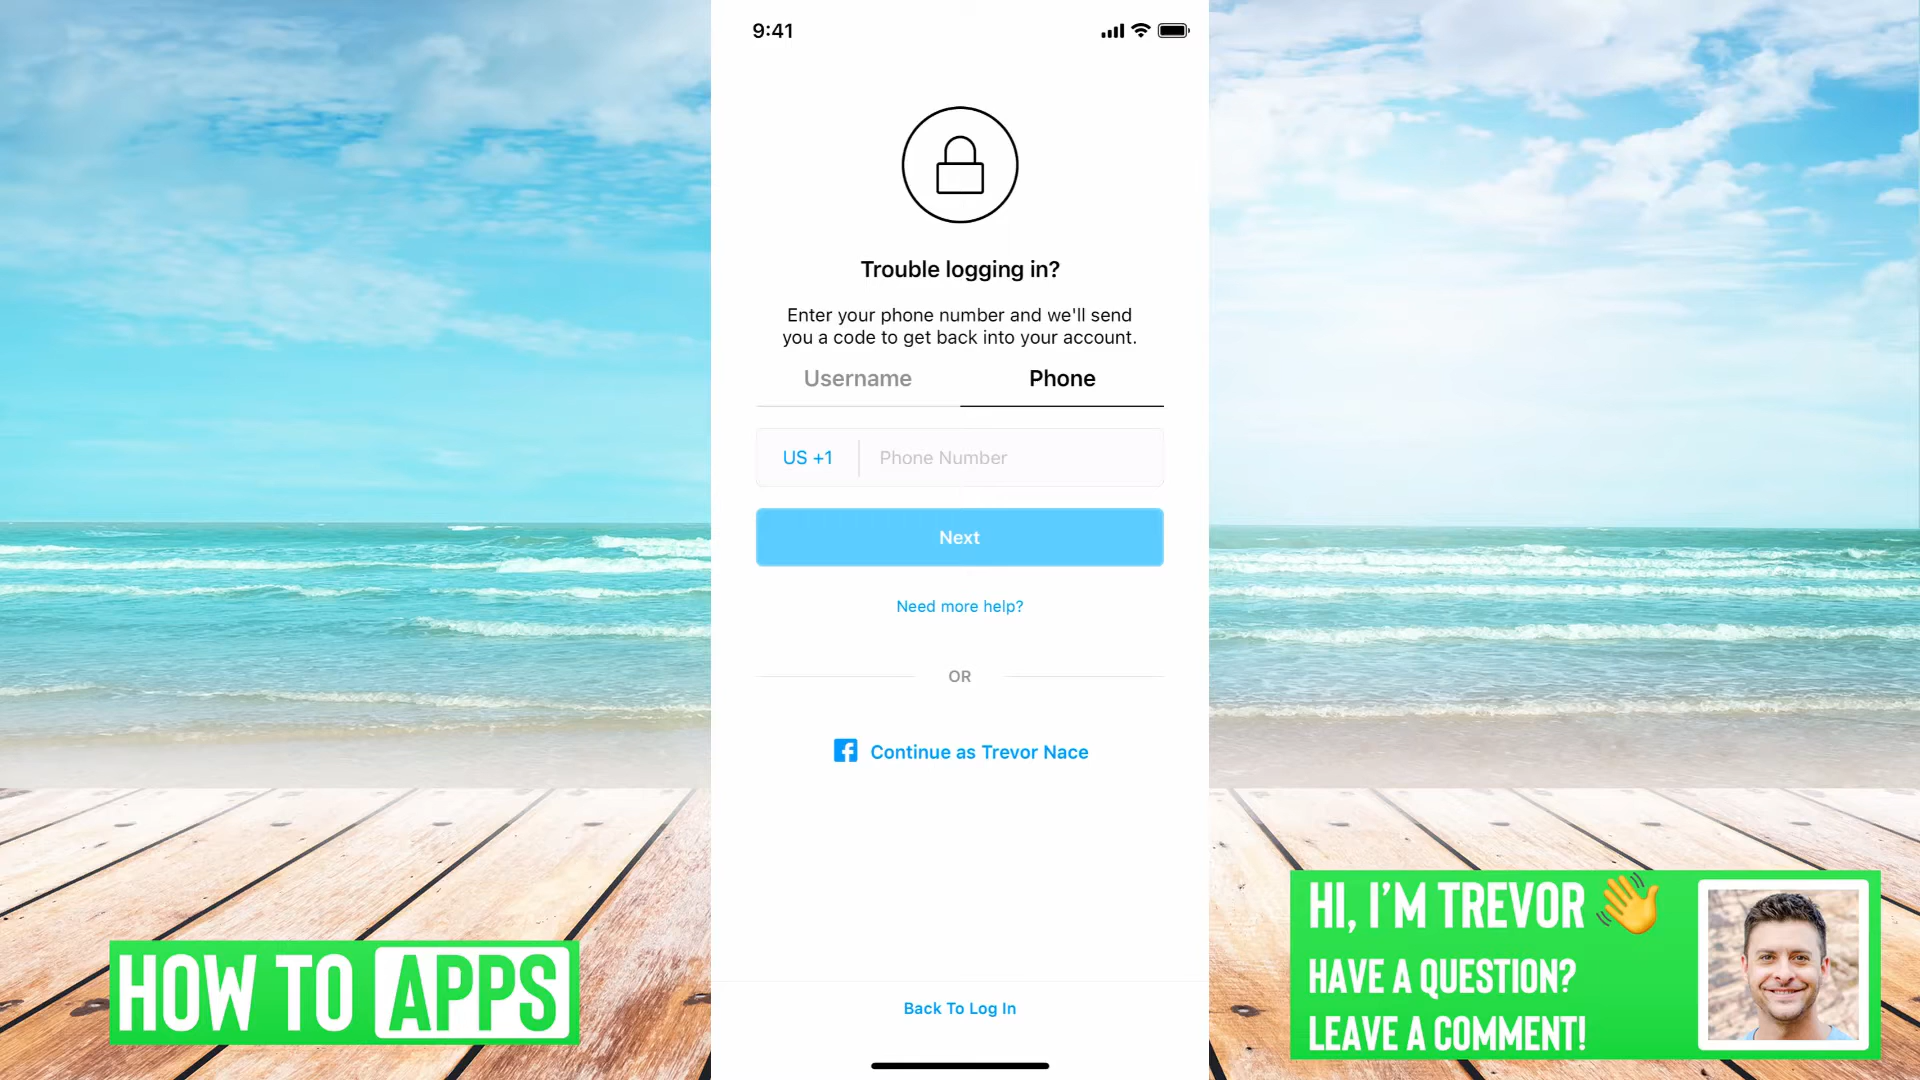 9:41
Trouble logging in?
Enter your phone number and we'll send
you a code to get back into your account.
Username Phone
US +1 Phone Number
Next
Need more help?
OR
Continue as Trevor Nace
Back To Log In
HOW TO APPS
HI, I'M TREVOR 👋
HAVE A QUESTION?
LEAVE A COMMENT!